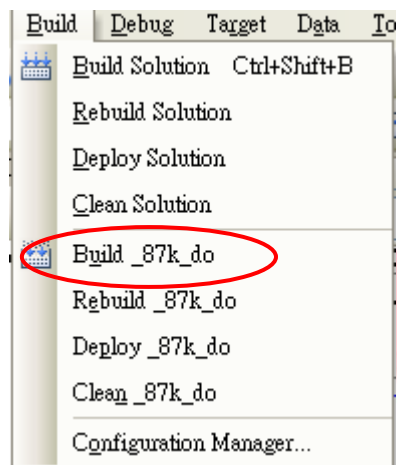 Build Debug Target Data To
Build Solution Ctrl+Shift+B
Rebuild Solution
Deploy Solution
Clean Solution
Build _87k_do
Rebuild _87k_do
Deploy _87k_do
Clean _87k_do
Configuration Manager...